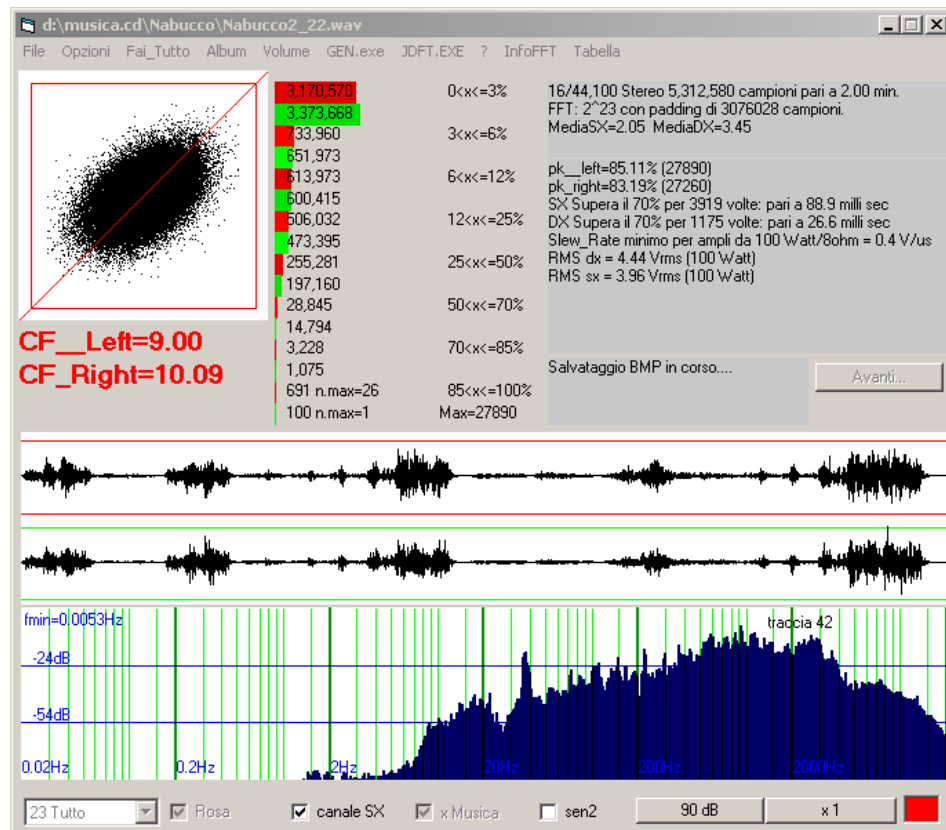 d:\musica.cd\Nabucco\Nabucco2_22.wav
File Opzioni Fai_Tutto Album Volume GEN.exe JDFT.EXE ? InfoFFT Tabella
3,170,570 0<x<=3%
3,373,668
733,960 3<x<=6%
651,973
613,973 6<x<=12%
600,415
506,032 12<x<=25%
473,395
255,281 25<x<=50%
197,160
28,845 50<x<=70%
14,794
3,228 70<x<=85%
1,075
691 n.max=26 85<x<=100%
100 n.max=1 Max=27890
CF__Left=9.00
CF_Right=10.09
16/44,100 Stereo 5,312,580 campioni pari a 2.00 min.
FFT: 2^23 con padding di 3076028 campioni.
MediaSX=2.05 MediaDX=3.45
pk__left=85.11% (27890)
pk_right=83.19% (27260)
SX Supera il 70% per 3919 volte: pari a 88.9 milli sec
DX Supera il 70% per 1175 volte: pari a 26.6 milli sec
Slew_Rate minimo per ampli da 100 Watt/8ohm = 0.4 V/us
RMS dx = 4.44 Vrms (100 Watt)
RMS sx = 3.96 Vrms (100 Watt)
Salvataggio BMP in corso....
Avanti...
fmin=0.0053Hz traccia 42
-24dB
-54dB
0.02Hz 0.2Hz 2Hz 20Hz 200Hz 2000Hz
23 Tutto Rosa canale SX x Musica sen2 90 dB x 1